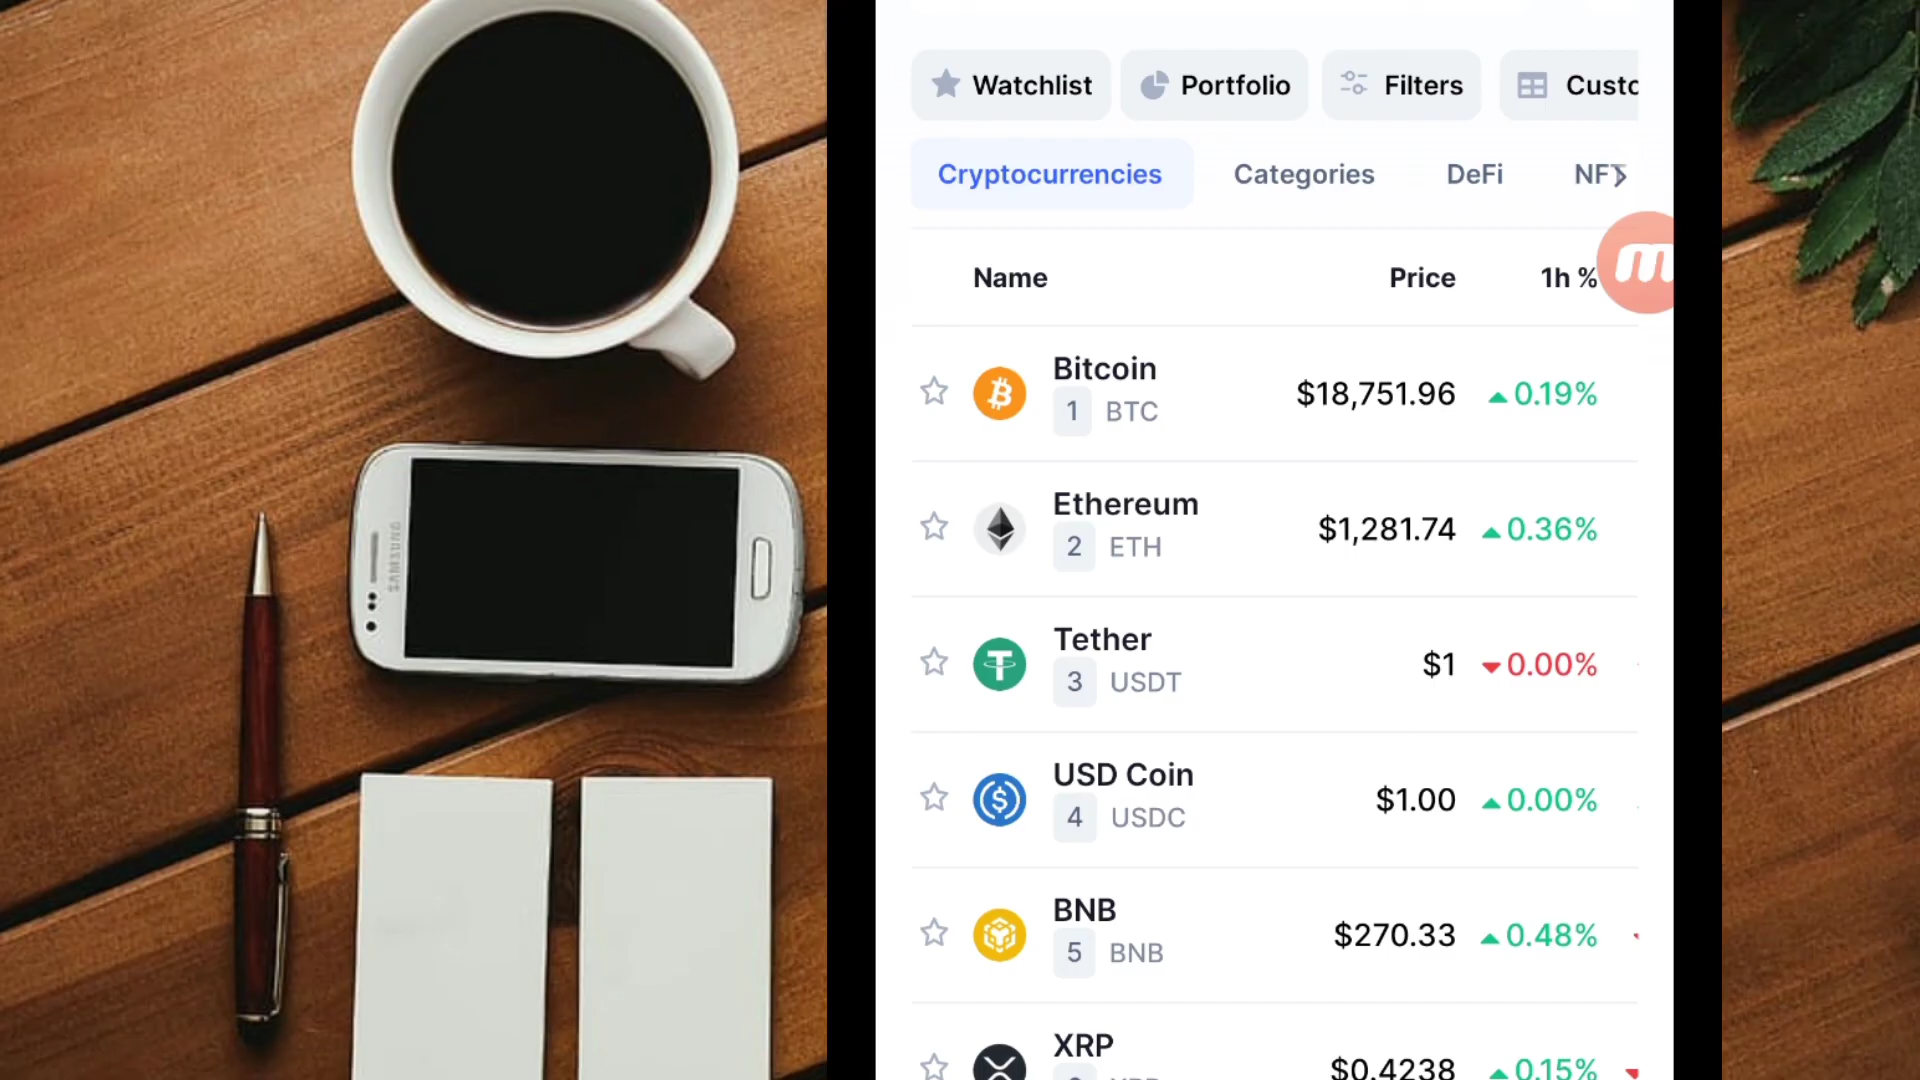 Watchlist Portfolio Filters Custo
Cryptocurrencies Categories DeFi NFT
Name Price 1h %
m
Bitcoin
$18,751.96 0.19%
1 BTC
Ethereum
$1,281.74 0.36%
2 ETH
Tether
$1 0.00%
3 USDT
USD Coin
$1.00 0.00%
4 USDC
BNB
$270.33 0.48%
5 BNB
XRP
$0.4238 0.15%
SAMSUNG